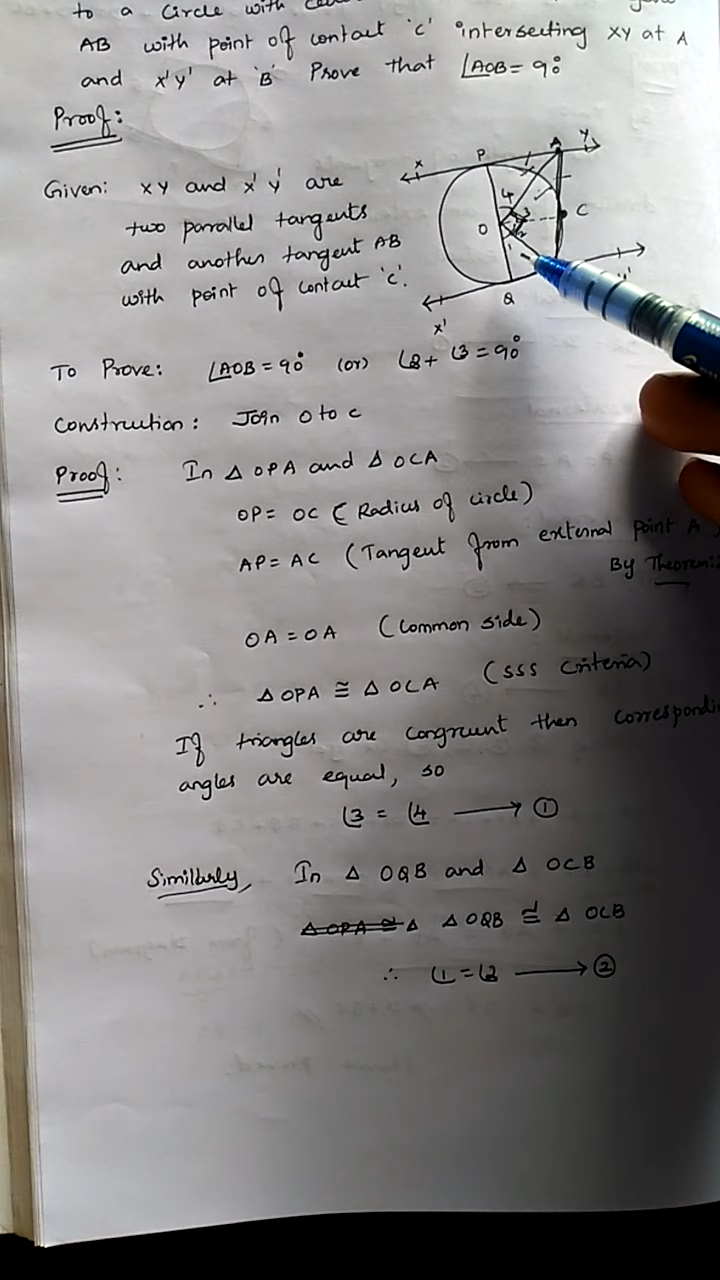 to a Circle with
AB with point of contact 'c' intersecting XY at A
and x'y' at 'B' Prove that ∠AOB = 90°
Proof:
Given: XY and x'y' are
two parallel tangents
and another tangent AB
with point of contact 'c'.
x P A y
4
3
O C
2
1
Q
x' y'
To Prove: ∠AOB = 90° (or) ∠2 + ∠3 = 90°
Construction: Join O to C
Proof: In Δ OPA and Δ OCA
OP = OC (Radius of circle)
AP = AC (Tangent from external point A
By Theorem:
OA = OA (Common side)
∴ Δ OPA ≅ Δ OCA (SSS Criteria)
If triangles are congruent then
angles are equal, so
∠3 = ∠4 ⟶ ①
Similarly, In Δ OQB and Δ OCB
Δ OPA ≅ Δ Δ OQB ≅ Δ OCB
∴ ∠1 = ∠2 ⟶ ②